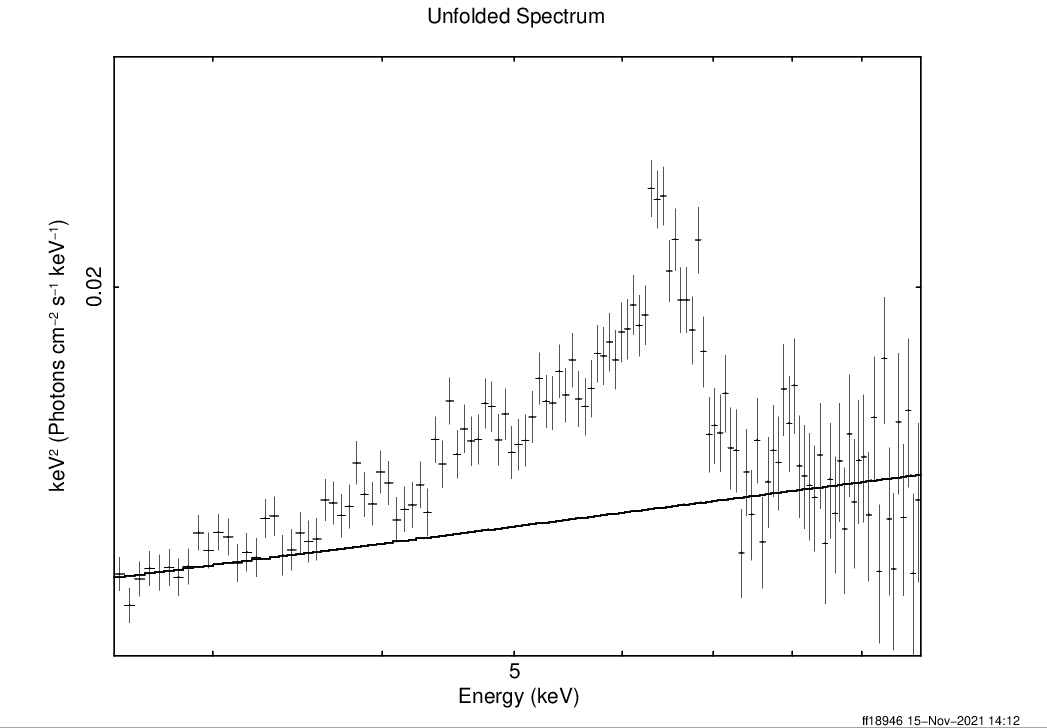 Unfolded Spectrum
keV² (Photons cm⁻² s⁻¹ keV⁻¹)
0.02
5
Energy (keV)
ff18946 15−Nov−2021 14:12